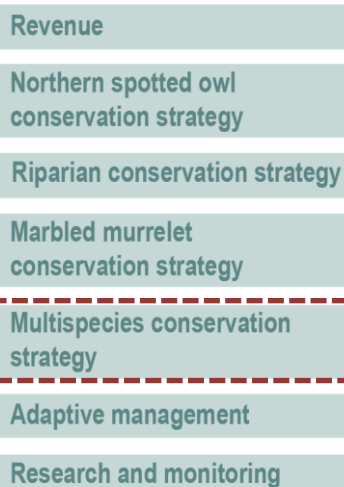 Revenue
Northern spotted owl
conservation strategy
Riparian conservation strategy
Marbled murrelet
conservation strategy
Multispecies conservation
strategy
Adaptive management
Research and monitoring